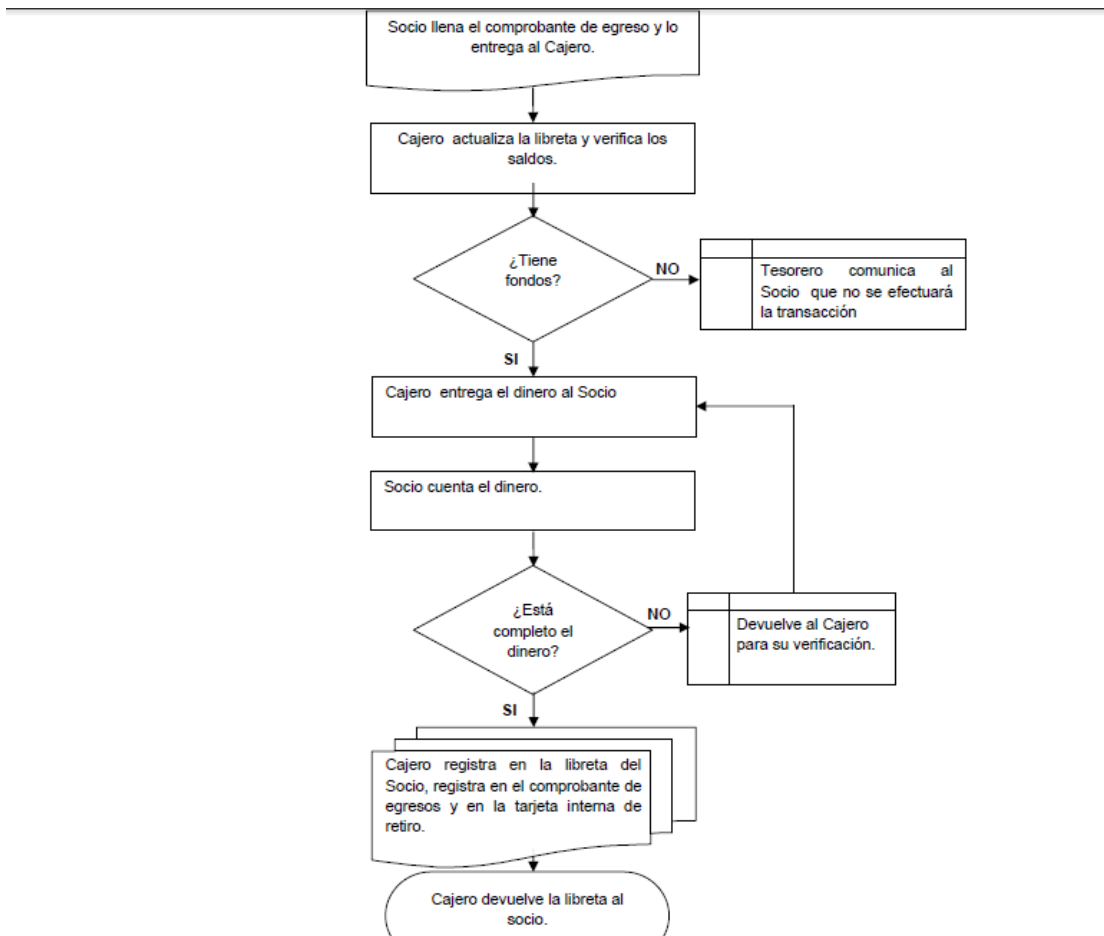 Socio llena el comprobante de egreso y lo
entrega al Cajero.
Cajero actualiza la libreta y verifica los
saldos.
¿Tiene
fondos?
NO
Tesorero comunica al
Socio que no se efectuará
la transacción
SI
Cajero entrega el dinero al Socio
Socio cuenta el dinero.
¿Está
completo el
dinero?
NO
Devuelve al Cajero
para su verificación.
SI
Cajero registra en la libreta del
Socio, registra en el comprobante de
egresos y en la tarjeta interna de
retiro.
Cajero devuelve la libreta al
socio.